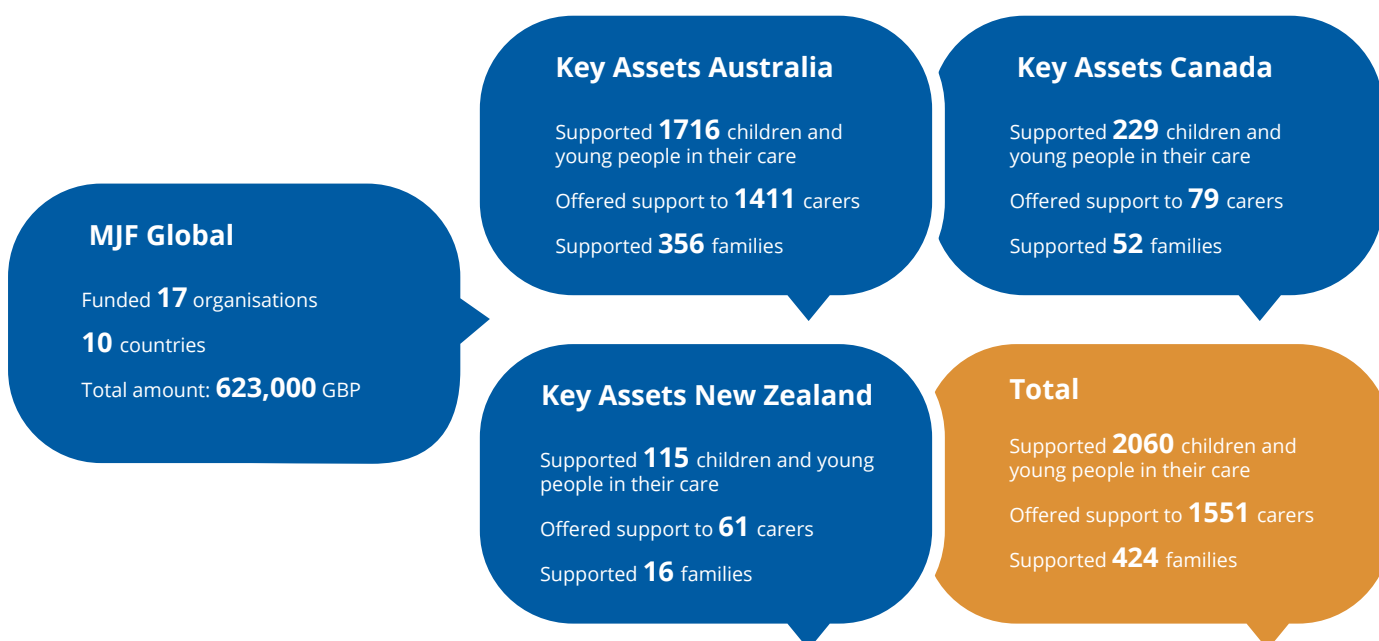 MJF Global
Funded 17 organisations
10 countries
Total amount: 623,000 GBP
Key Assets Australia
Supported 1716 children and
young people in their care
Offered support to 1411 carers
Supported 356 families
Key Assets Canada
Supported 229 children and
young people in their care
Offered support to 79 carers
Supported 52 families
Key Assets New Zealand
Supported 115 children and young
people in their care
Offered support to 61 carers
Supported 16 families
Total
Supported 2060 children and
young people in their care
Offered support to 1551 carers
Supported 424 families